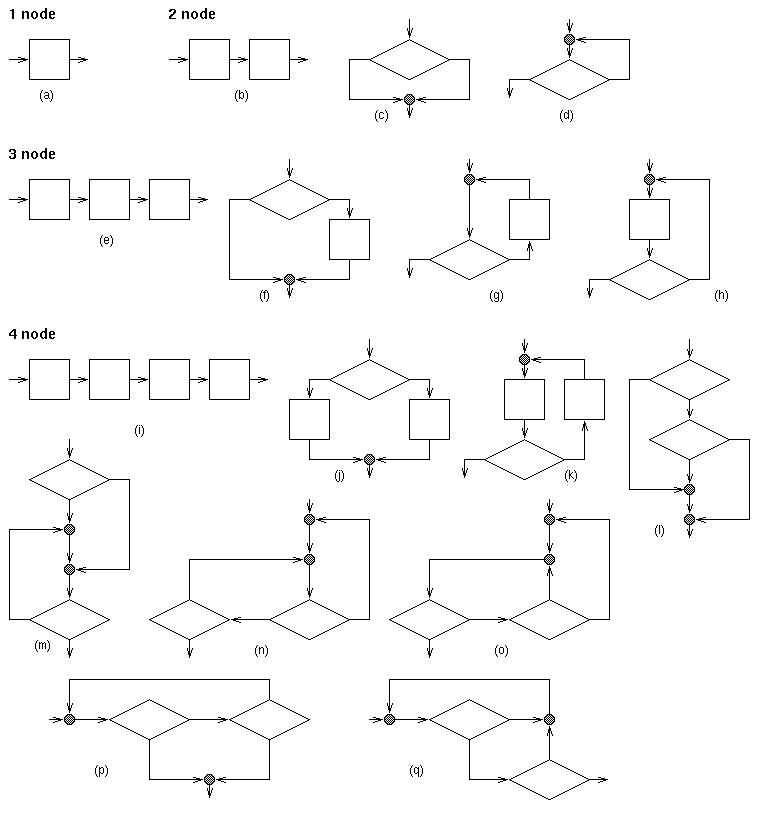 1 node
2 node
(a)
(b)
(c)
(d)
3 node
(e)
(f)
(g)
(h)
4 node
(i)
(j)
(k)
(l)
(m)
(n)
(o)
(p)
(q)